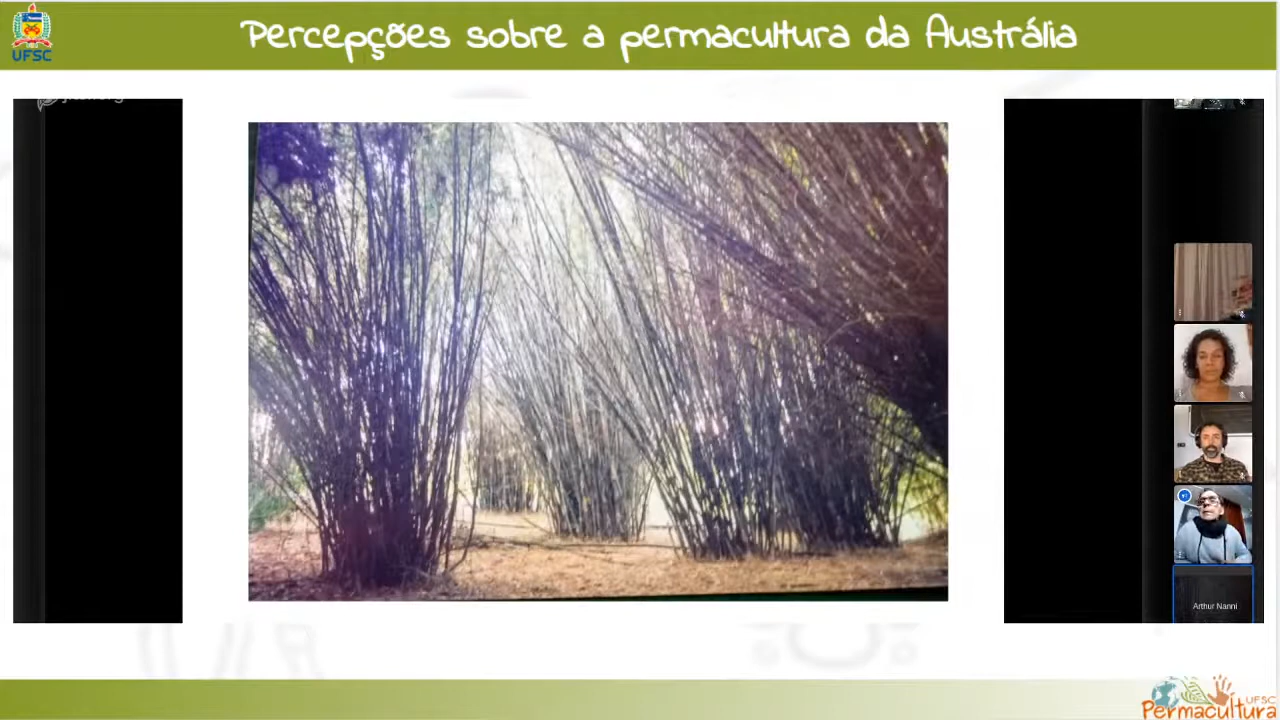 Percepções sobre a permacultura da Austrália
UFSC
Arthur Nanni
UFSC
Permacultura